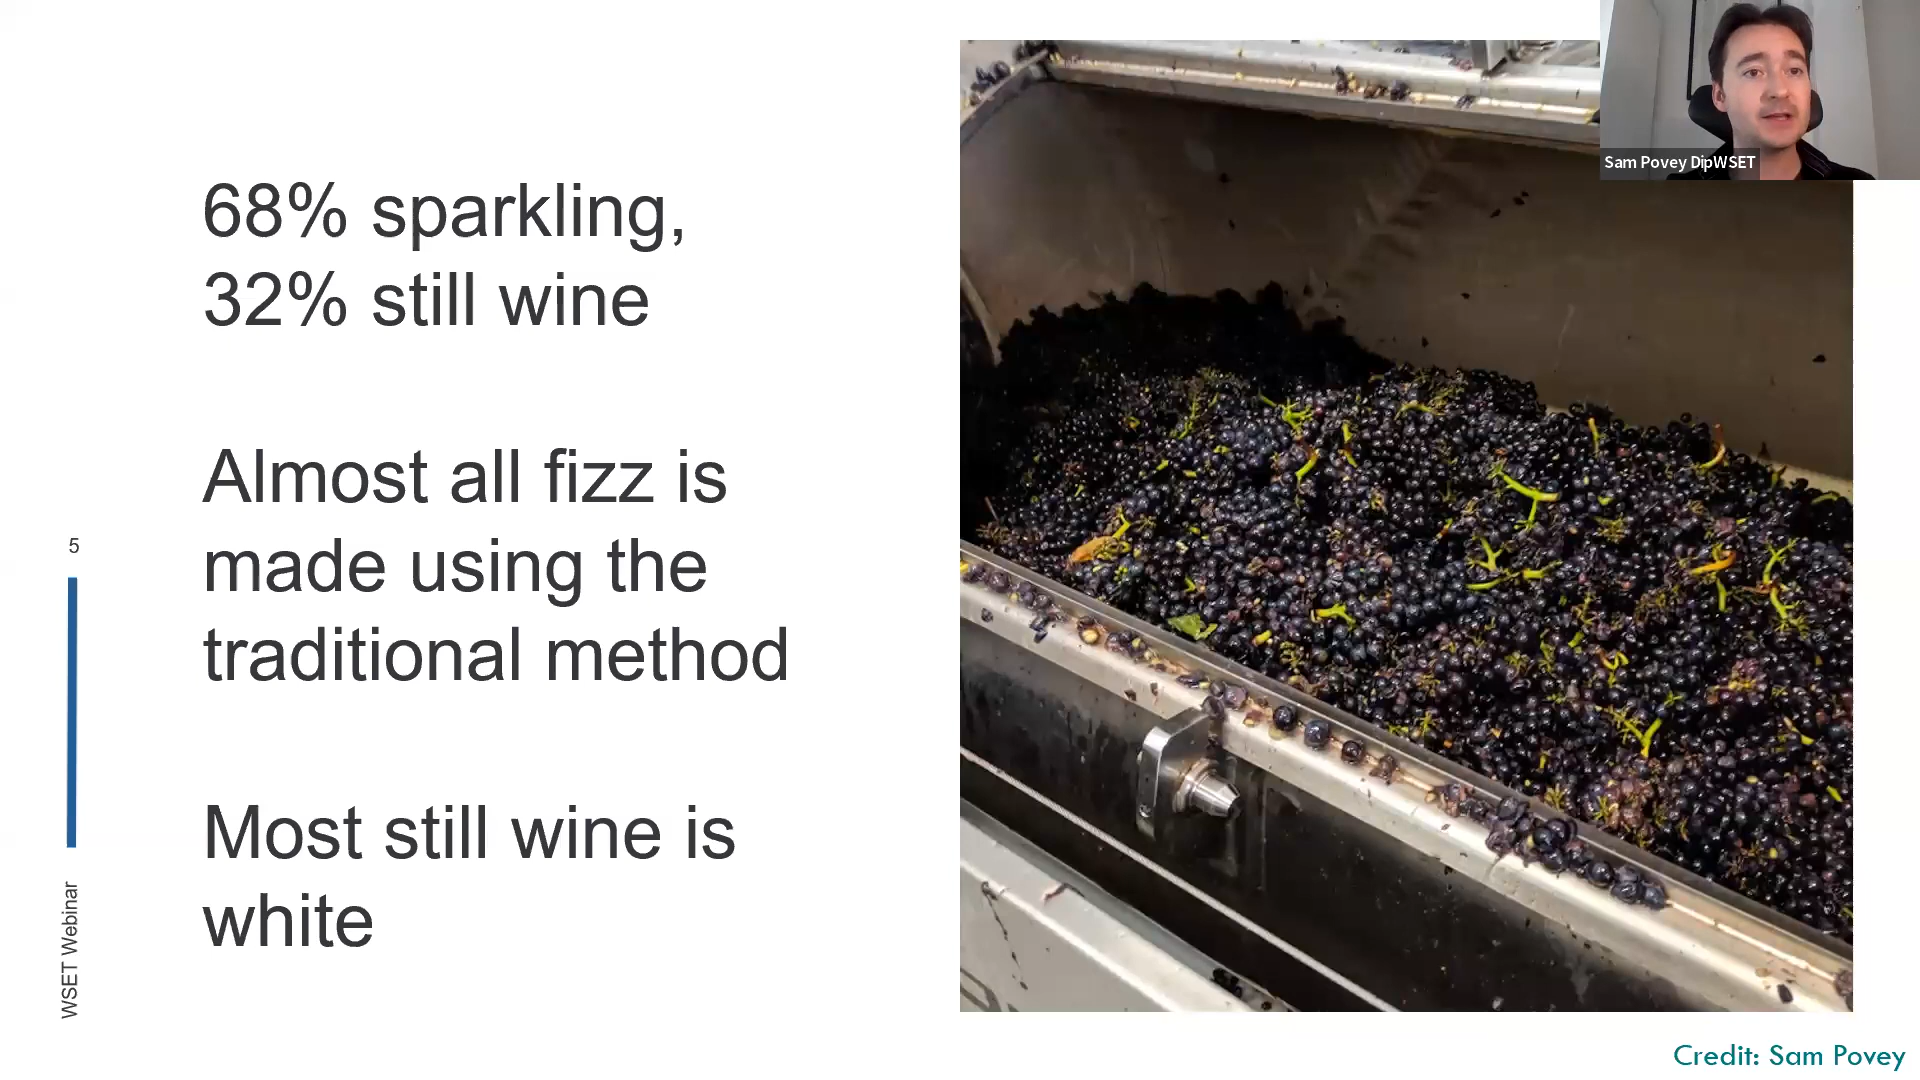 68% sparkling,
32% still wine
Almost all fizz is
made using the
traditional method
Most still wine is
white
5
WSET Webinar
Sam Povey DipWSET
Credit: Sam Povey